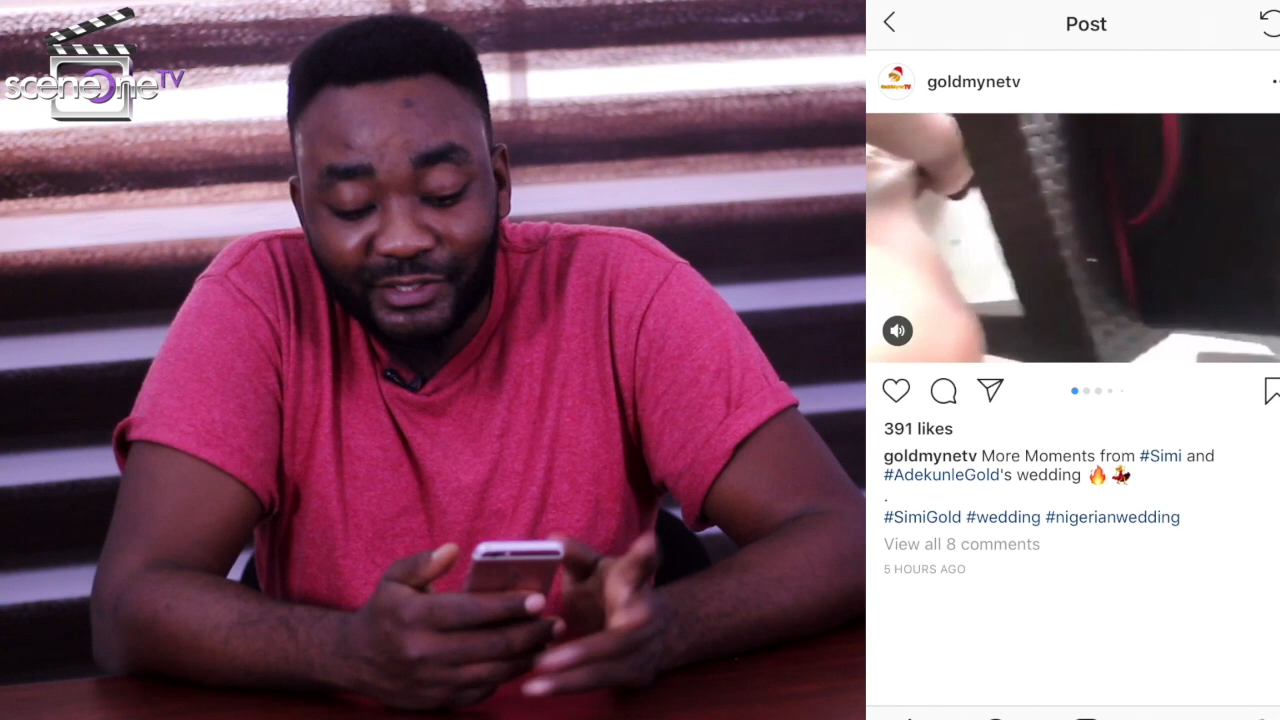 sceneOneTV
Post
goldmynetv
391 likes
goldmynetv More Moments from #Simi and
#AdekunleGold's wedding 🔥 💃
.
#SimiGold #wedding #nigerianwedding
View all 8 comments
5 HOURS AGO